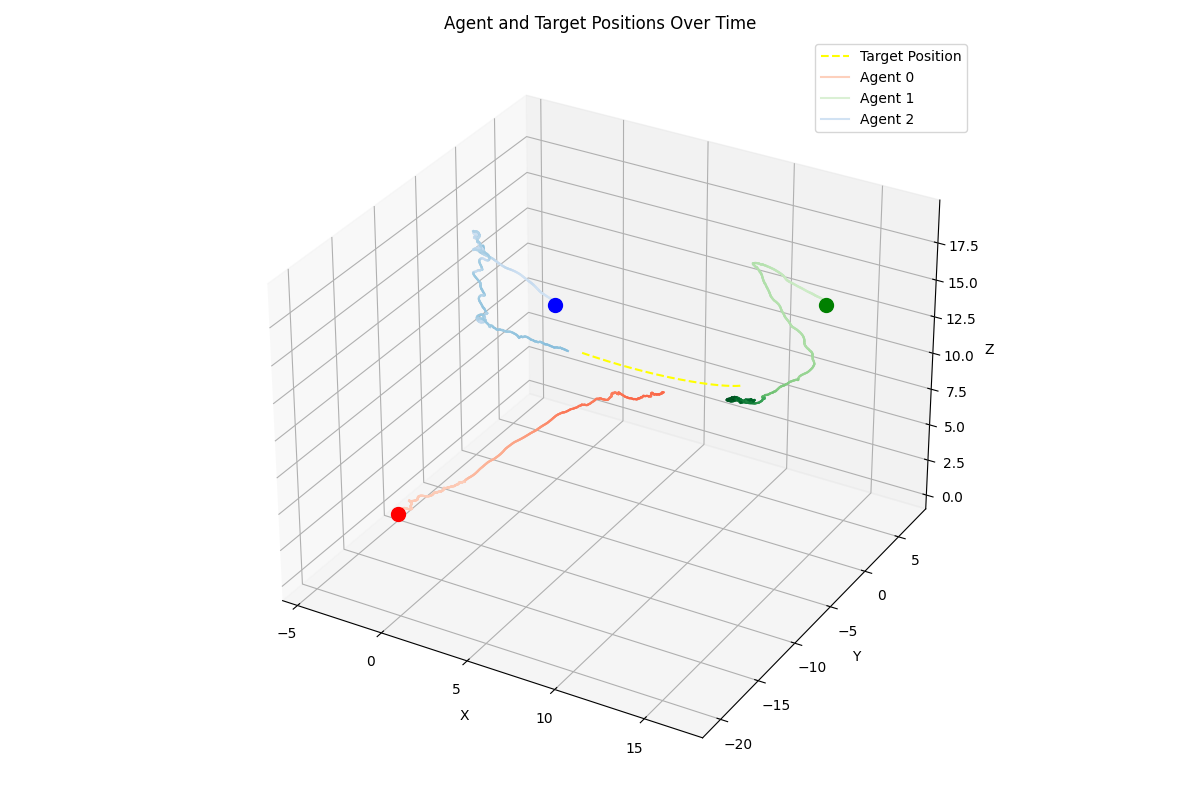 Agent and Target Positions Over Time
Target Position
Agent 0
Agent 1
Agent 2
17.5
15.0
12.5
10.0
7.5
5.0
2.5
0.0
Z
5
0
−5
−10
−15
−20
Y
−5
0
5
10
15
X